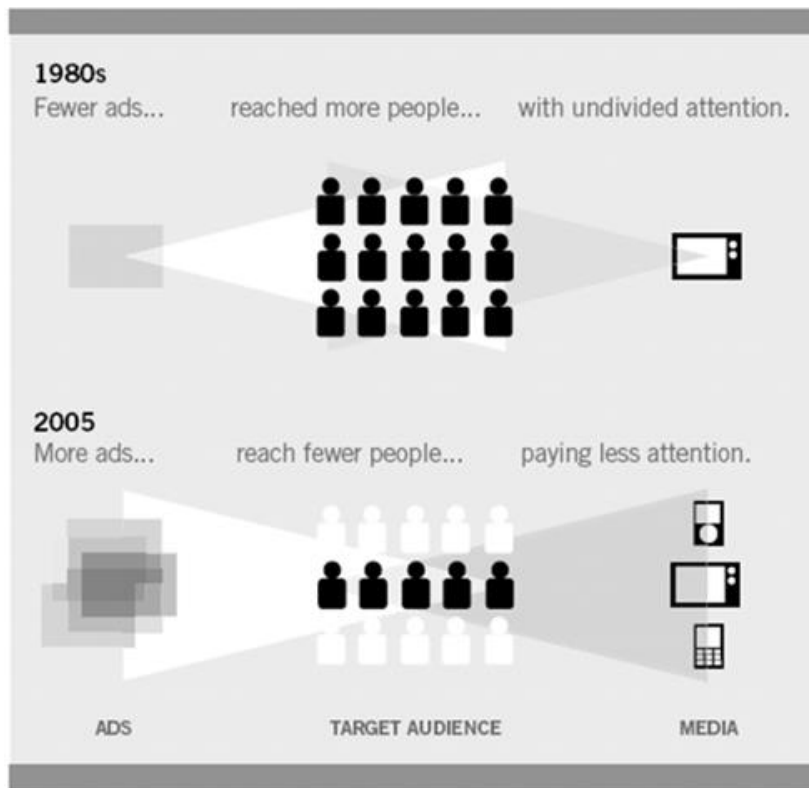 1980s
Fewer ads... reached more people... with undivided attention.
2005
More ads... reach fewer people... paying less attention.
ADS TARGET AUDIENCE MEDIA